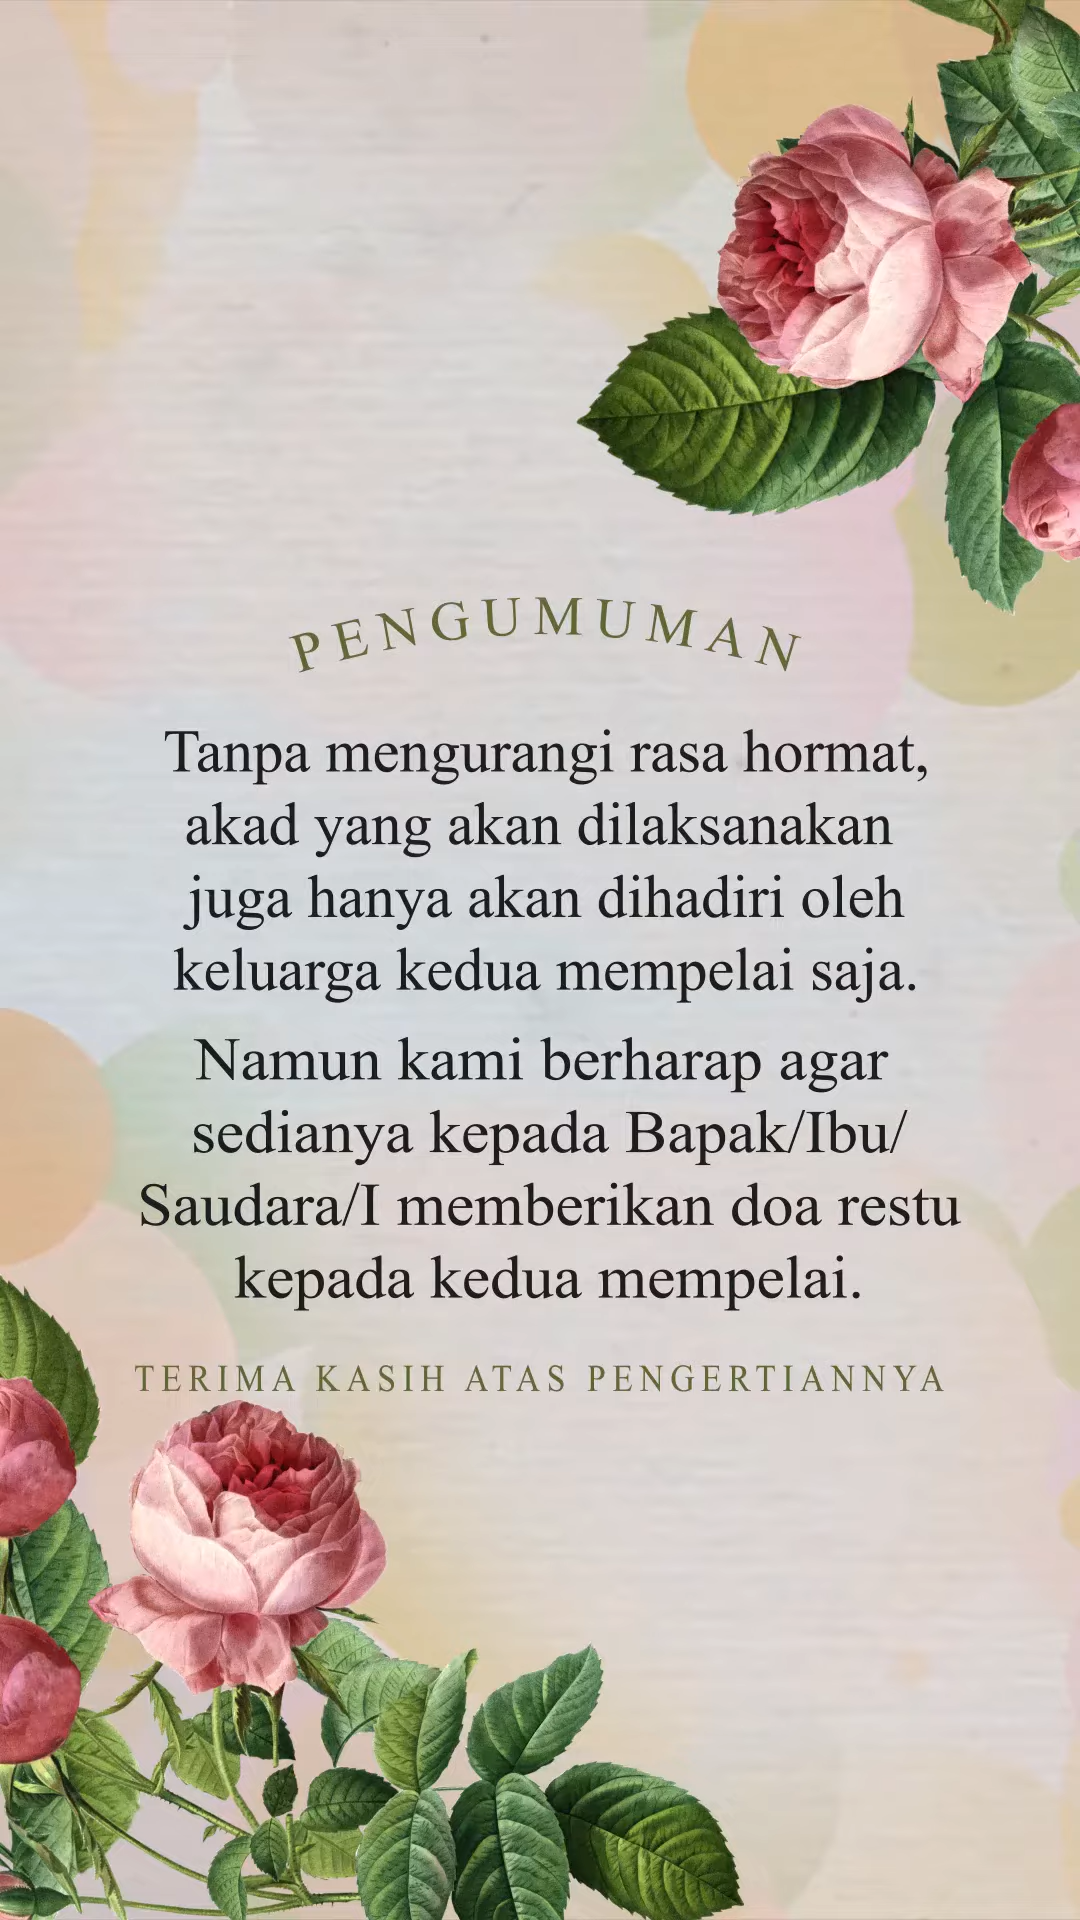 PENGUMUMAN
Tanpa mengurangi rasa hormat,
akad yang akan dilaksanakan
juga hanya akan dihadiri oleh
keluarga kedua mempelai saja.
Namun kami berharap agar
sedianya kepada Bapak/Ibu/
Saudara/I memberikan doa restu
kepada kedua mempelai.
TERIMA KASIH ATAS PENGERTIANNYA